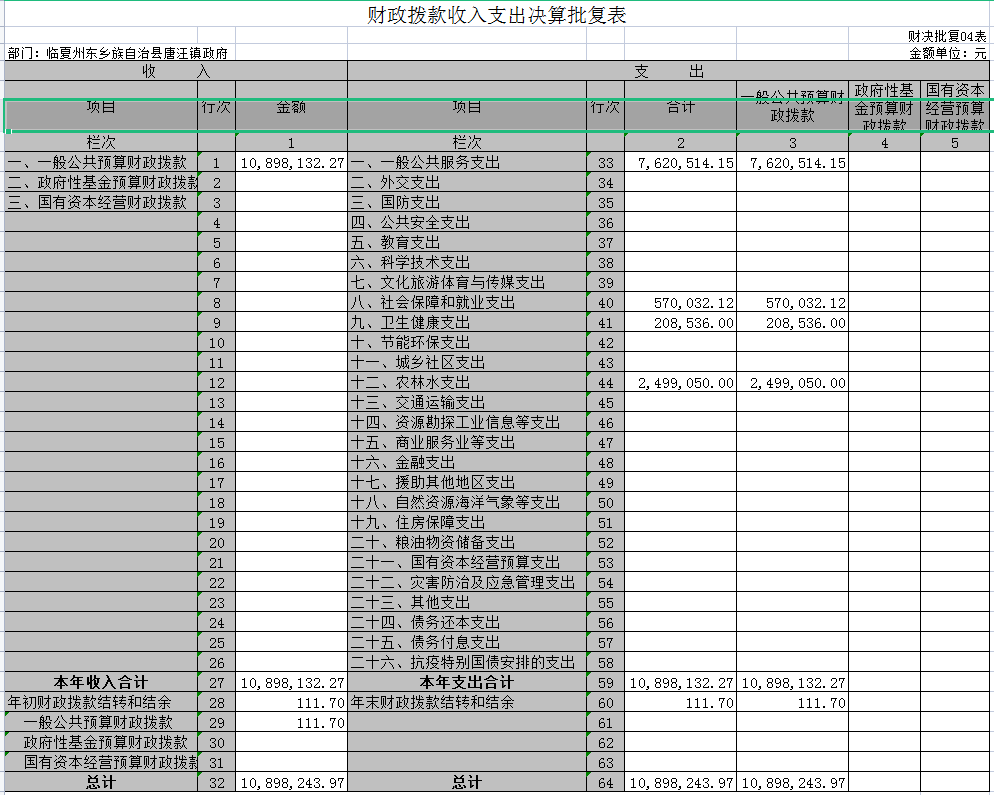 财政拨款收入支出决算批复表
财决批复04表
部门：临夏州东乡族自治县唐汪镇政府 金额单位：元
收 入 支 出
项目 行次 金额 项目 行次 合计 一般公共预算财政拨款 政府性基金预算财政拨款 国有资本经营预算财政拨款
栏次 1 栏次 2 3 4 5
一、一般公共预算财政拨款 1 10,898,132.27 一、一般公共服务支出 33 7,620,514.15 7,620,514.15
二、政府性基金预算财政拨款 2 二、外交支出 34
三、国有资本经营财政拨款 3 三、国防支出 35
4 四、公共安全支出 36
5 五、教育支出 37
6 六、科学技术支出 38
7 七、文化旅游体育与传媒支出 39
8 八、社会保障和就业支出 40 570,032.12 570,032.12
9 九、卫生健康支出 41 208,536.00 208,536.00
10 十、节能环保支出 42
11 十一、城乡社区支出 43
12 十二、农林水支出 44 2,499,050.00 2,499,050.00
13 十三、交通运输支出 45
14 十四、资源勘探工业信息等支出 46
15 十五、商业服务业等支出 47
16 十六、金融支出 48
17 十七、援助其他地区支出 49
18 十八、自然资源海洋气象等支出 50
19 十九、住房保障支出 51
20 二十、粮油物资储备支出 52
21 二十一、国有资本经营预算支出 53
22 二十二、灾害防治及应急管理支出 54
23 二十三、其他支出 55
24 二十四、债务还本支出 56
25 二十五、债务付息支出 57
26 二十六、抗疫特别国债安排的支出 58
本年收入合计 27 10,898,132.27 本年支出合计 59 10,898,132.27 10,898,132.27
年初财政拨款结转和结余 28 111.70 年末财政拨款结转和结余 60 111.70 111.70
一般公共预算财政拨款 29 111.70 61
政府性基金预算财政拨款 30 62
国有资本经营预算财政拨款 31 63
总计 32 10,898,243.97 总计 64 10,898,243.97 10,898,243.97